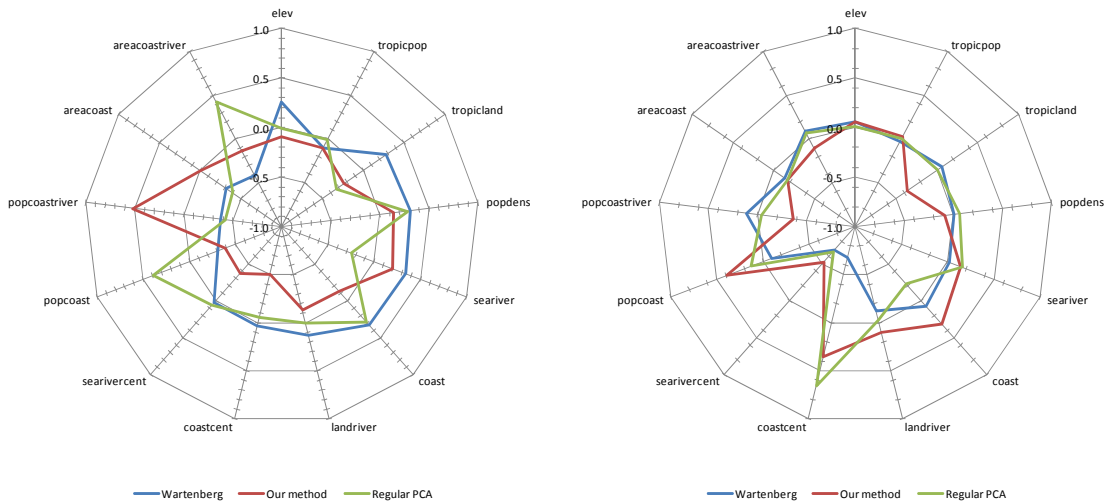 elev
tropicpop
tropicland
popdens
seariver
coast
landriver
coastcent
searivercent
popcoast
popcoastriver
areacoast
areacoastriver
1.0
0.5
0.0
-0.5
-1.0
Wartenberg Our method Regular PCA
elev
tropicpop
tropicland
popdens
seariver
coast
landriver
coastcent
searivercent
popcoast
popcoastriver
areacoast
areacoastriver
1.0
0.5
0.0
-0.5
-1.0
Wartenberg Our method Regular PCA